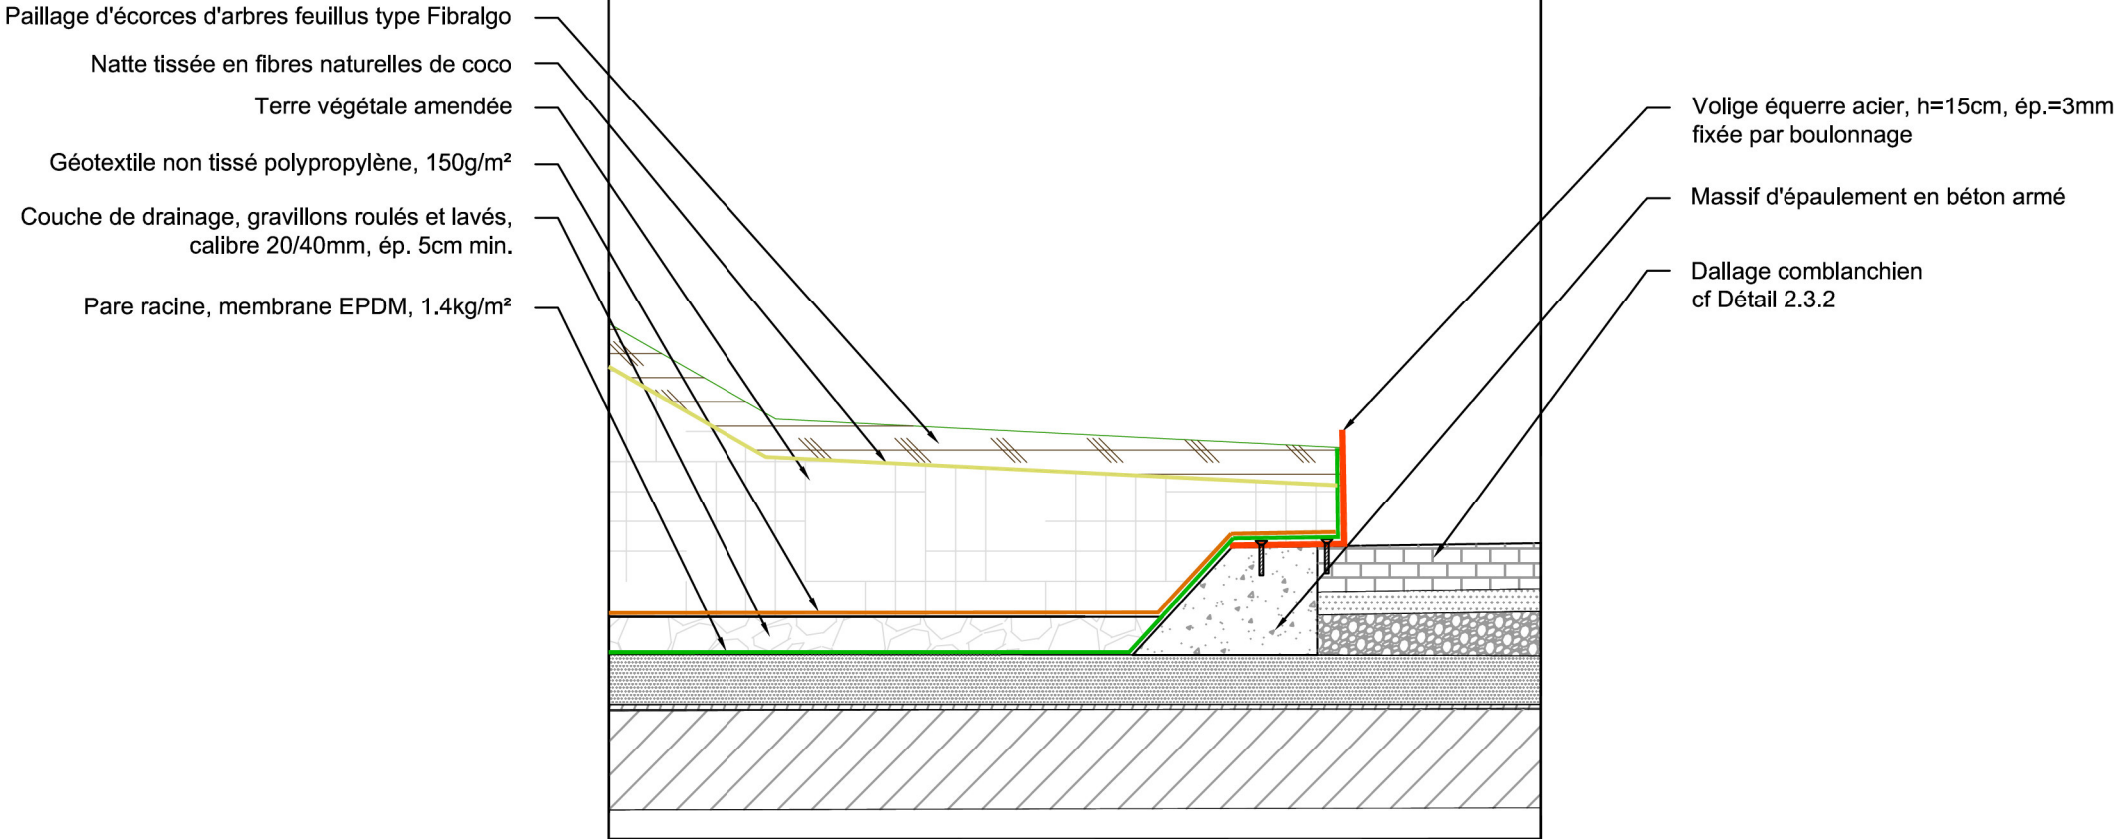 Paillage d'écorces d'arbres feuillus type Fibralgo
Natte tissée en fibres naturelles de coco
Terre végétale amendée
Géotextile non tissé polypropylène, 150g/m²
Couche de drainage, gravillons roulés et lavés,
calibre 20/40mm, ép. 5cm min.
Pare racine, membrane EPDM, 1.4kg/m²
Volige équerre acier, h=15cm, ép.=3mm
fixée par boulonnage
Massif d'épaulement en béton armé
Dallage comblanchien
cf Détail 2.3.2